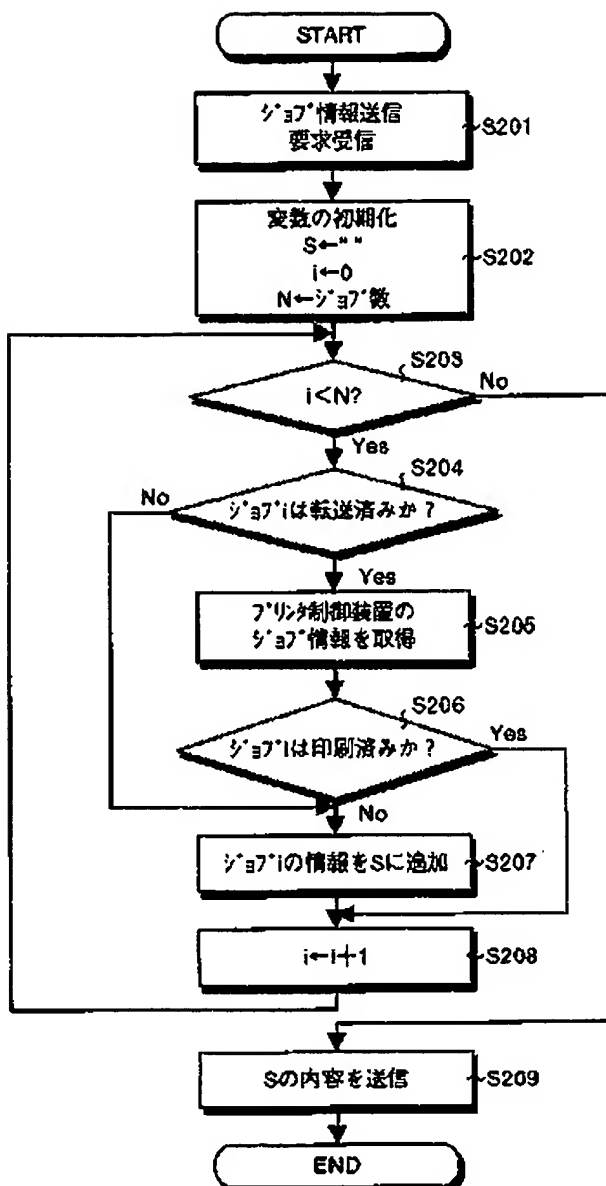 START
ジョブ情報送信
要求受信
S201
変数の初期化
S←" "
i←0
N←ジョブ数
S202
S203
i<N?
No
Yes
S204
No
ジョブiは転送済みか?
Yes
プリンタ制御装置の
ジョブ情報を取得
S205
S206
Yes
ジョブiは印刷済みか?
No
ジョブiの情報をSに追加
S207
i←i+1
S208
Sの内容を送信
S209
END